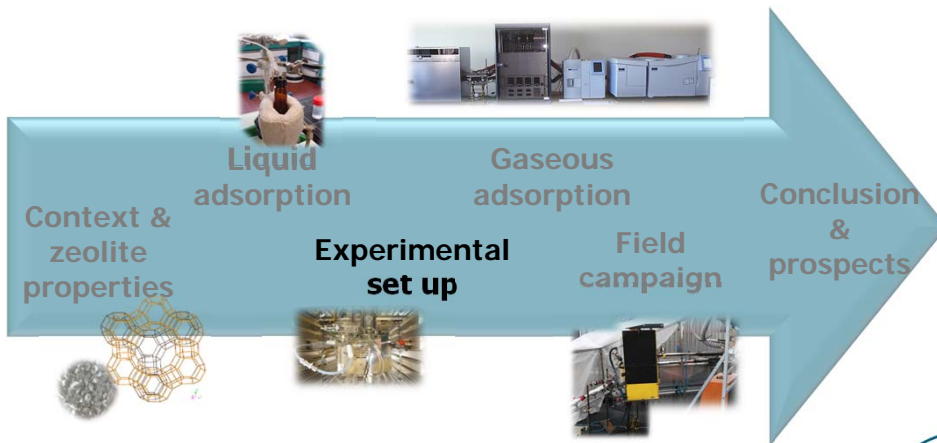 Context &
zeolite
properties
Liquid
adsorption
Experimental
set up
Gaseous
adsorption
Field
campaign
Conclusion
&
prospects